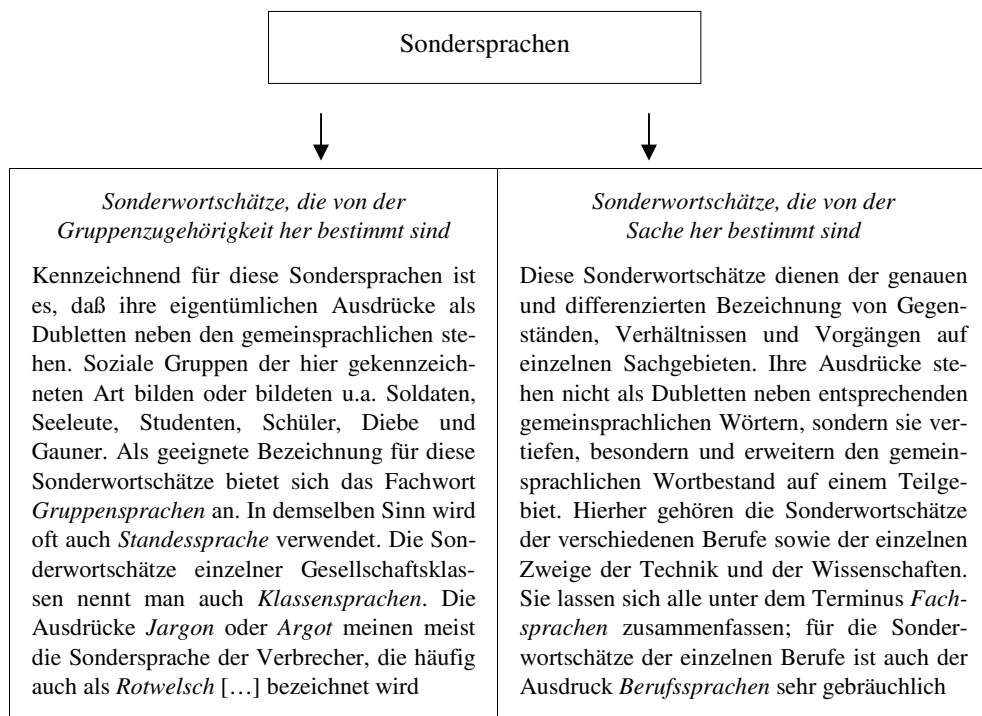 Sondersprachen
Sonderwortschätze, die von der
Gruppenzugehörigkeit her bestimmt sind
Kennzeichnend für diese Sondersprachen ist
es, daß ihre eigentümlichen Ausdrücke als
Dubletten neben den gemeinsprachlichen ste-
hen. Soziale Gruppen der hier gekennzeich-
neten Art bilden oder bildeten u.a. Soldaten,
Seeleute, Studenten, Schüler, Diebe und
Gauner. Als geeignete Bezeichnung für diese
Sonderwortschätze bietet sich das Fachwort
Gruppensprachen an. In demselben Sinn wird
oft auch Standessprache verwendet. Die Son-
derwortschätze einzelner Gesellschaftsklas-
sen nennt man auch Klassensprachen. Die
Ausdrücke Jargon oder Argot meinen meist
die Sondersprache der Verbrecher, die häufig
auch als Rotwelsch […] bezeichnet wird
Sonderwortschätze, die von der
Sache her bestimmt sind
Diese Sonderwortschätze dienen der genauen
und differenzierten Bezeichnung von Gegen-
ständen, Verhältnissen und Vorgängen auf
einzelnen Sachgebieten. Ihre Ausdrücke ste-
hen nicht als Dubletten neben entsprechenden
gemeinsprachlichen Wörtern, sondern sie ver-
tiefen, besondern und erweitern den gemein-
sprachlichen Wortbestand auf einem Teilge-
biet. Hierher gehören die Sonderwortschätze
der verschiedenen Berufe sowie der einzelnen
Zweige der Technik und der Wissenschaften.
Sie lassen sich alle unter dem Terminus Fach-
sprachen zusammenfassen; für die Sonder-
wortschätze der einzelnen Berufe ist auch der
Ausdruck Berufssprachen sehr gebräuchlich